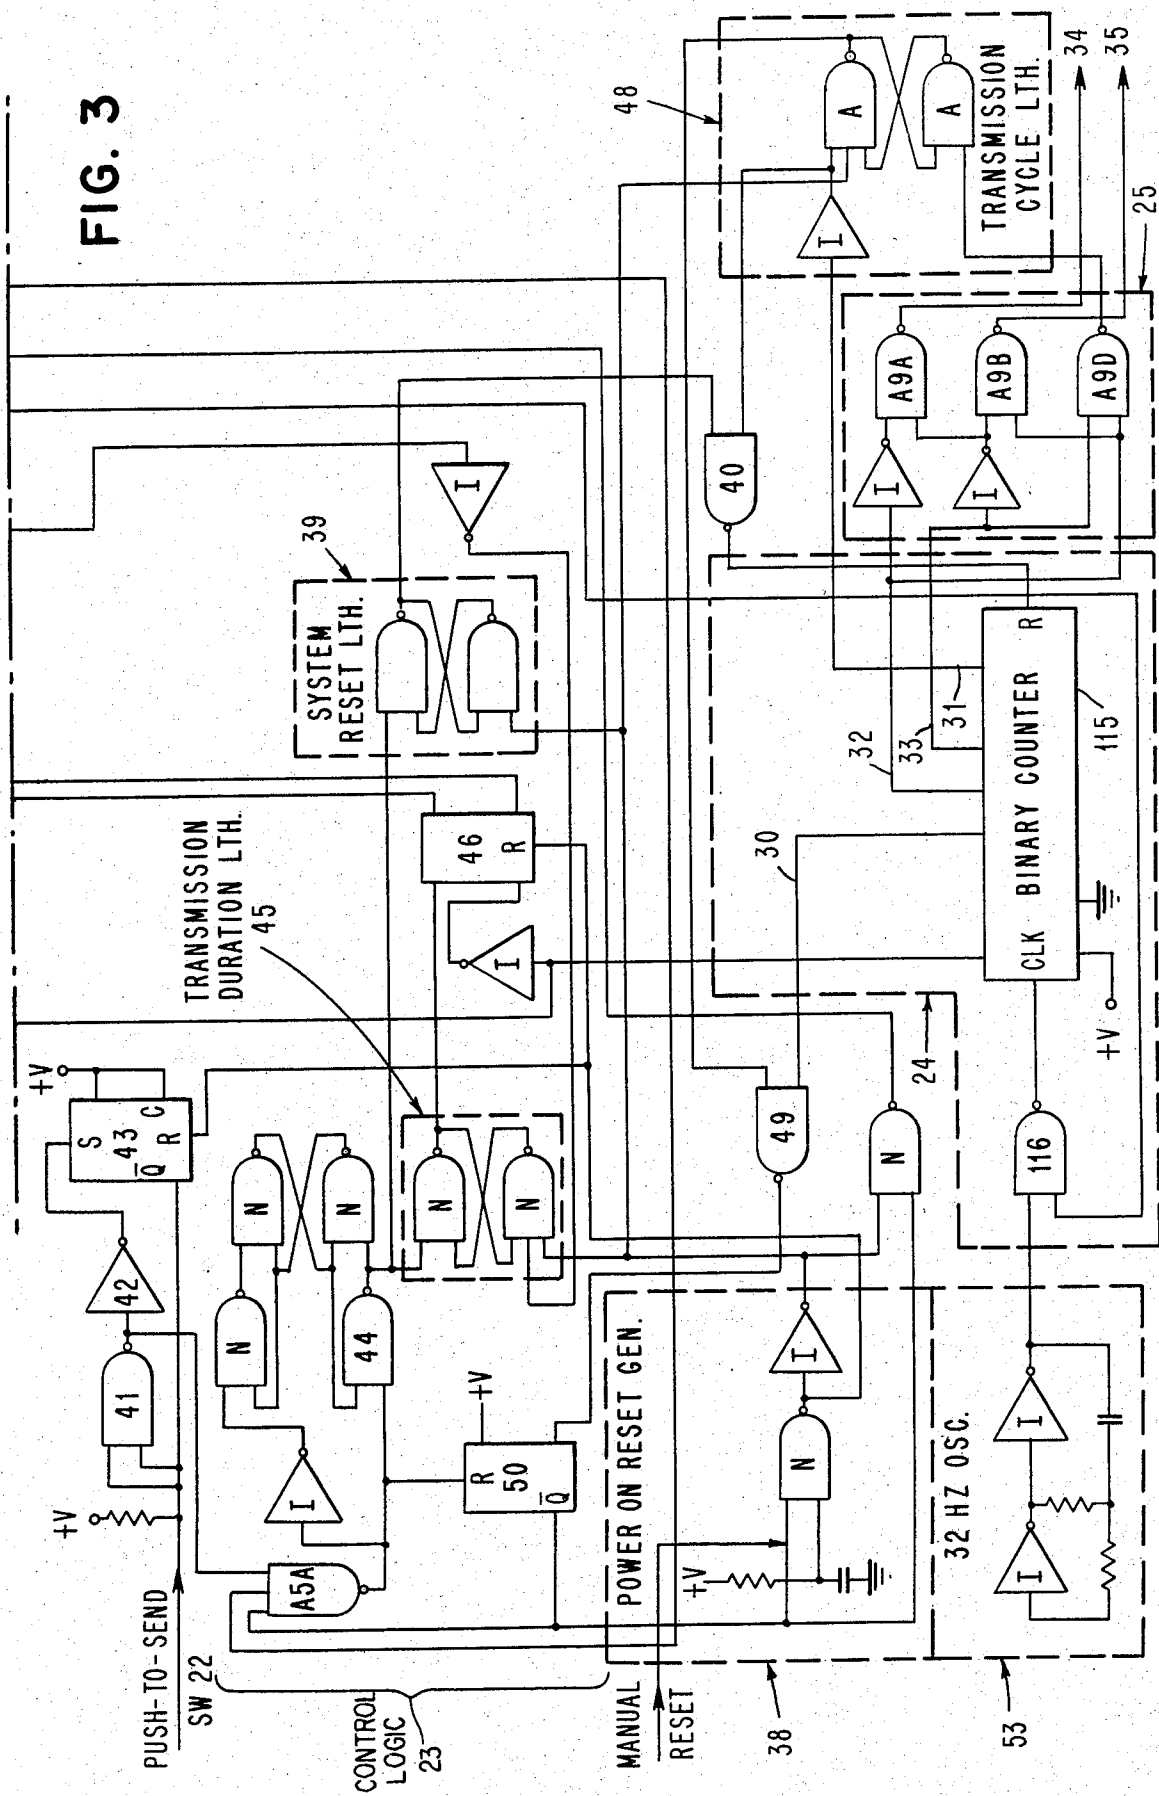 FIG. 3
PUSH-TO-SEND
SW 22
+V
41
42
+V
S
43
C
Q̅
R
CONTROL
LOGIC
23
A5A
I
N
44
N
N
TRANSMISSION
DURATION LTH.
45
N
N
46
R
I
+V
R
50
Q̅
SYSTEM
RESET LTH.
39
I
MANUAL
RESET
POWER ON RESET GEN.
+V
N
I
38
49
N
40
48
I
A
A
TRANSMISSION
CYCLE LTH.
34
35
25
I
I
A9A
A9B
A9D
24
30
32
33
31
CLK BINARY COUNTER R
115
+V
116
32 HZ OSC.
I
I
53